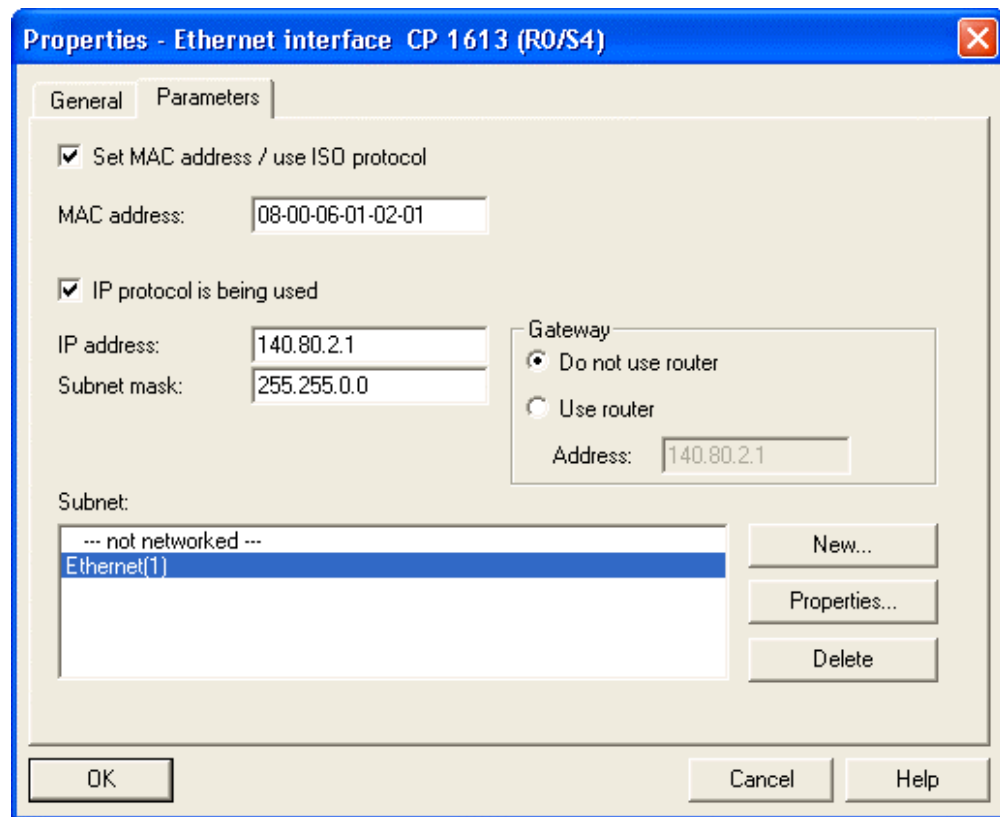 Properties - Ethernet interface CP 1613 (R0/S4)
General
Parameters
Set MAC address / use ISO protocol
MAC address:
08-00-06-01-02-01
IP protocol is being used
IP address:
140.80.2.1
Subnet mask:
255.255.0.0
Gateway
Do not use router
Use router
Address:
140.80.2.1
Subnet:
--- not networked ---
Ethernet(1)
New...
Properties...
Delete
OK
Cancel
Help